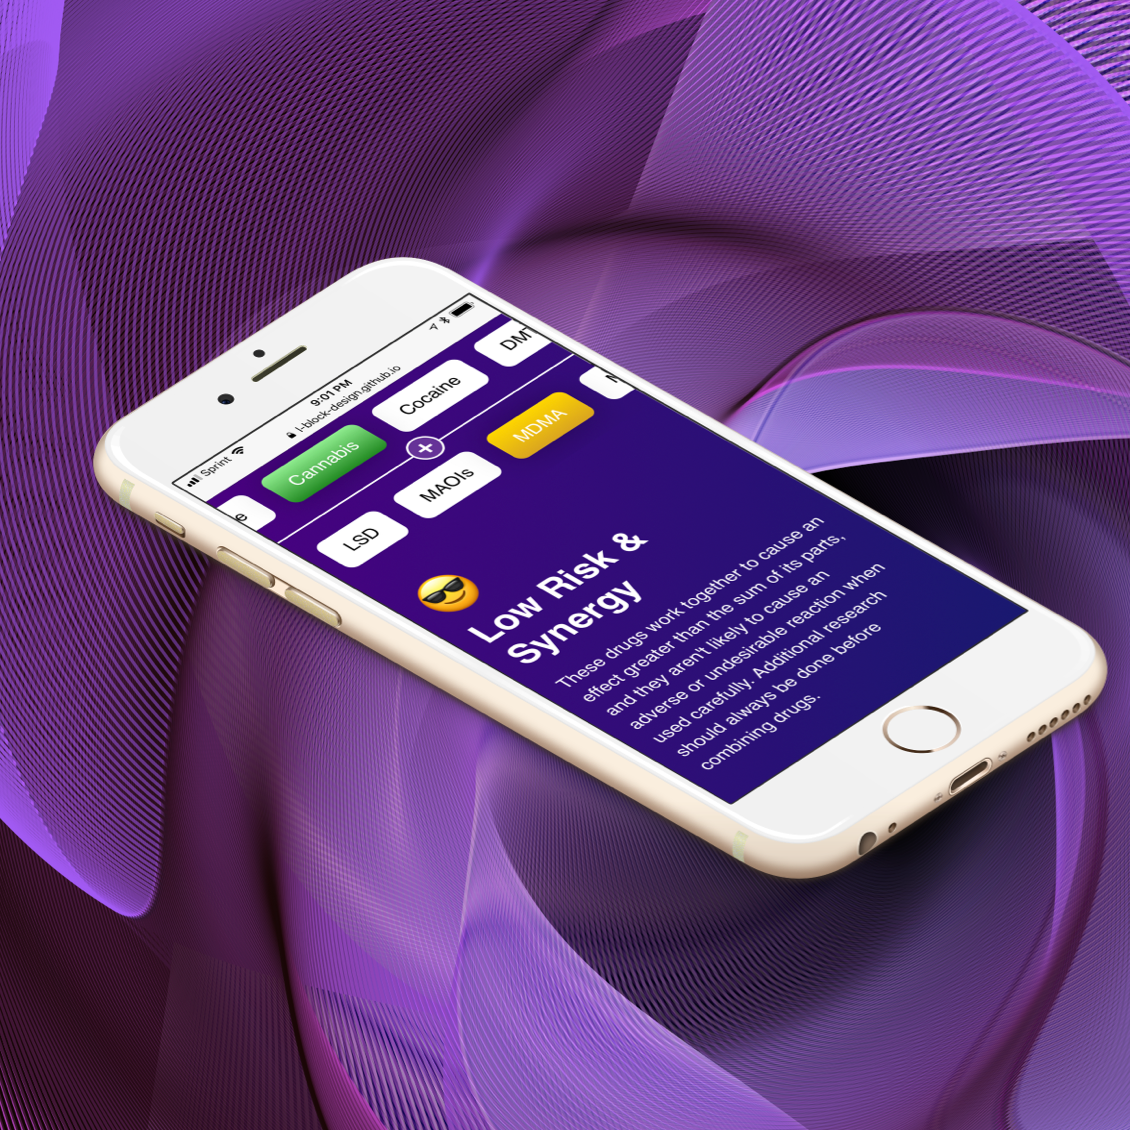 Sprint
9:01 PM
l-block-design.github.io
e
Cannabis
Cocaine
DMT
+
LSD
MAOIs
MDMA
Low Risk &
Synergy
These drugs work together to cause an
effect greater than the sum of its parts,
and they aren't likely to cause an
adverse or undesirable reaction when
used carefully. Additional research
should always be done before
combining drugs.